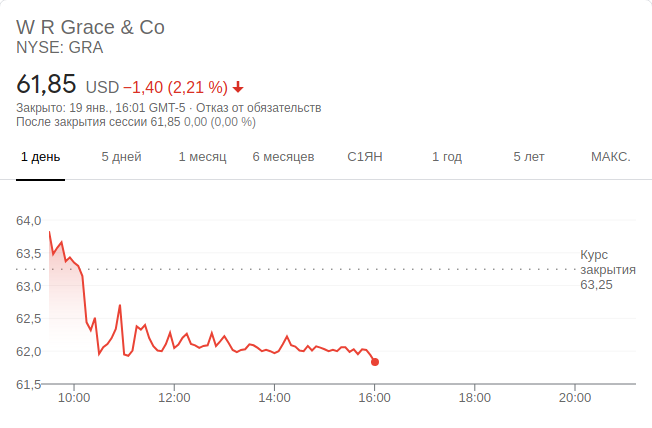 W R Grace & Co
NYSE: GRA
61,85 USD −1,40 (2,21 %)
Закрыто: 19 янв., 16:01 GMT-5 · Отказ от обязательств
После закрытия сессии 61,85 0,00 (0,00 %)
1 день 5 дней 1 месяц 6 месяцев С1ЯН 1 год 5 лет МАКС.
64,0
63,5
Курс
закрытия
63,25
63,0
62,5
62,0
61,5
10:00 12:00 14:00 16:00 18:00 20:00